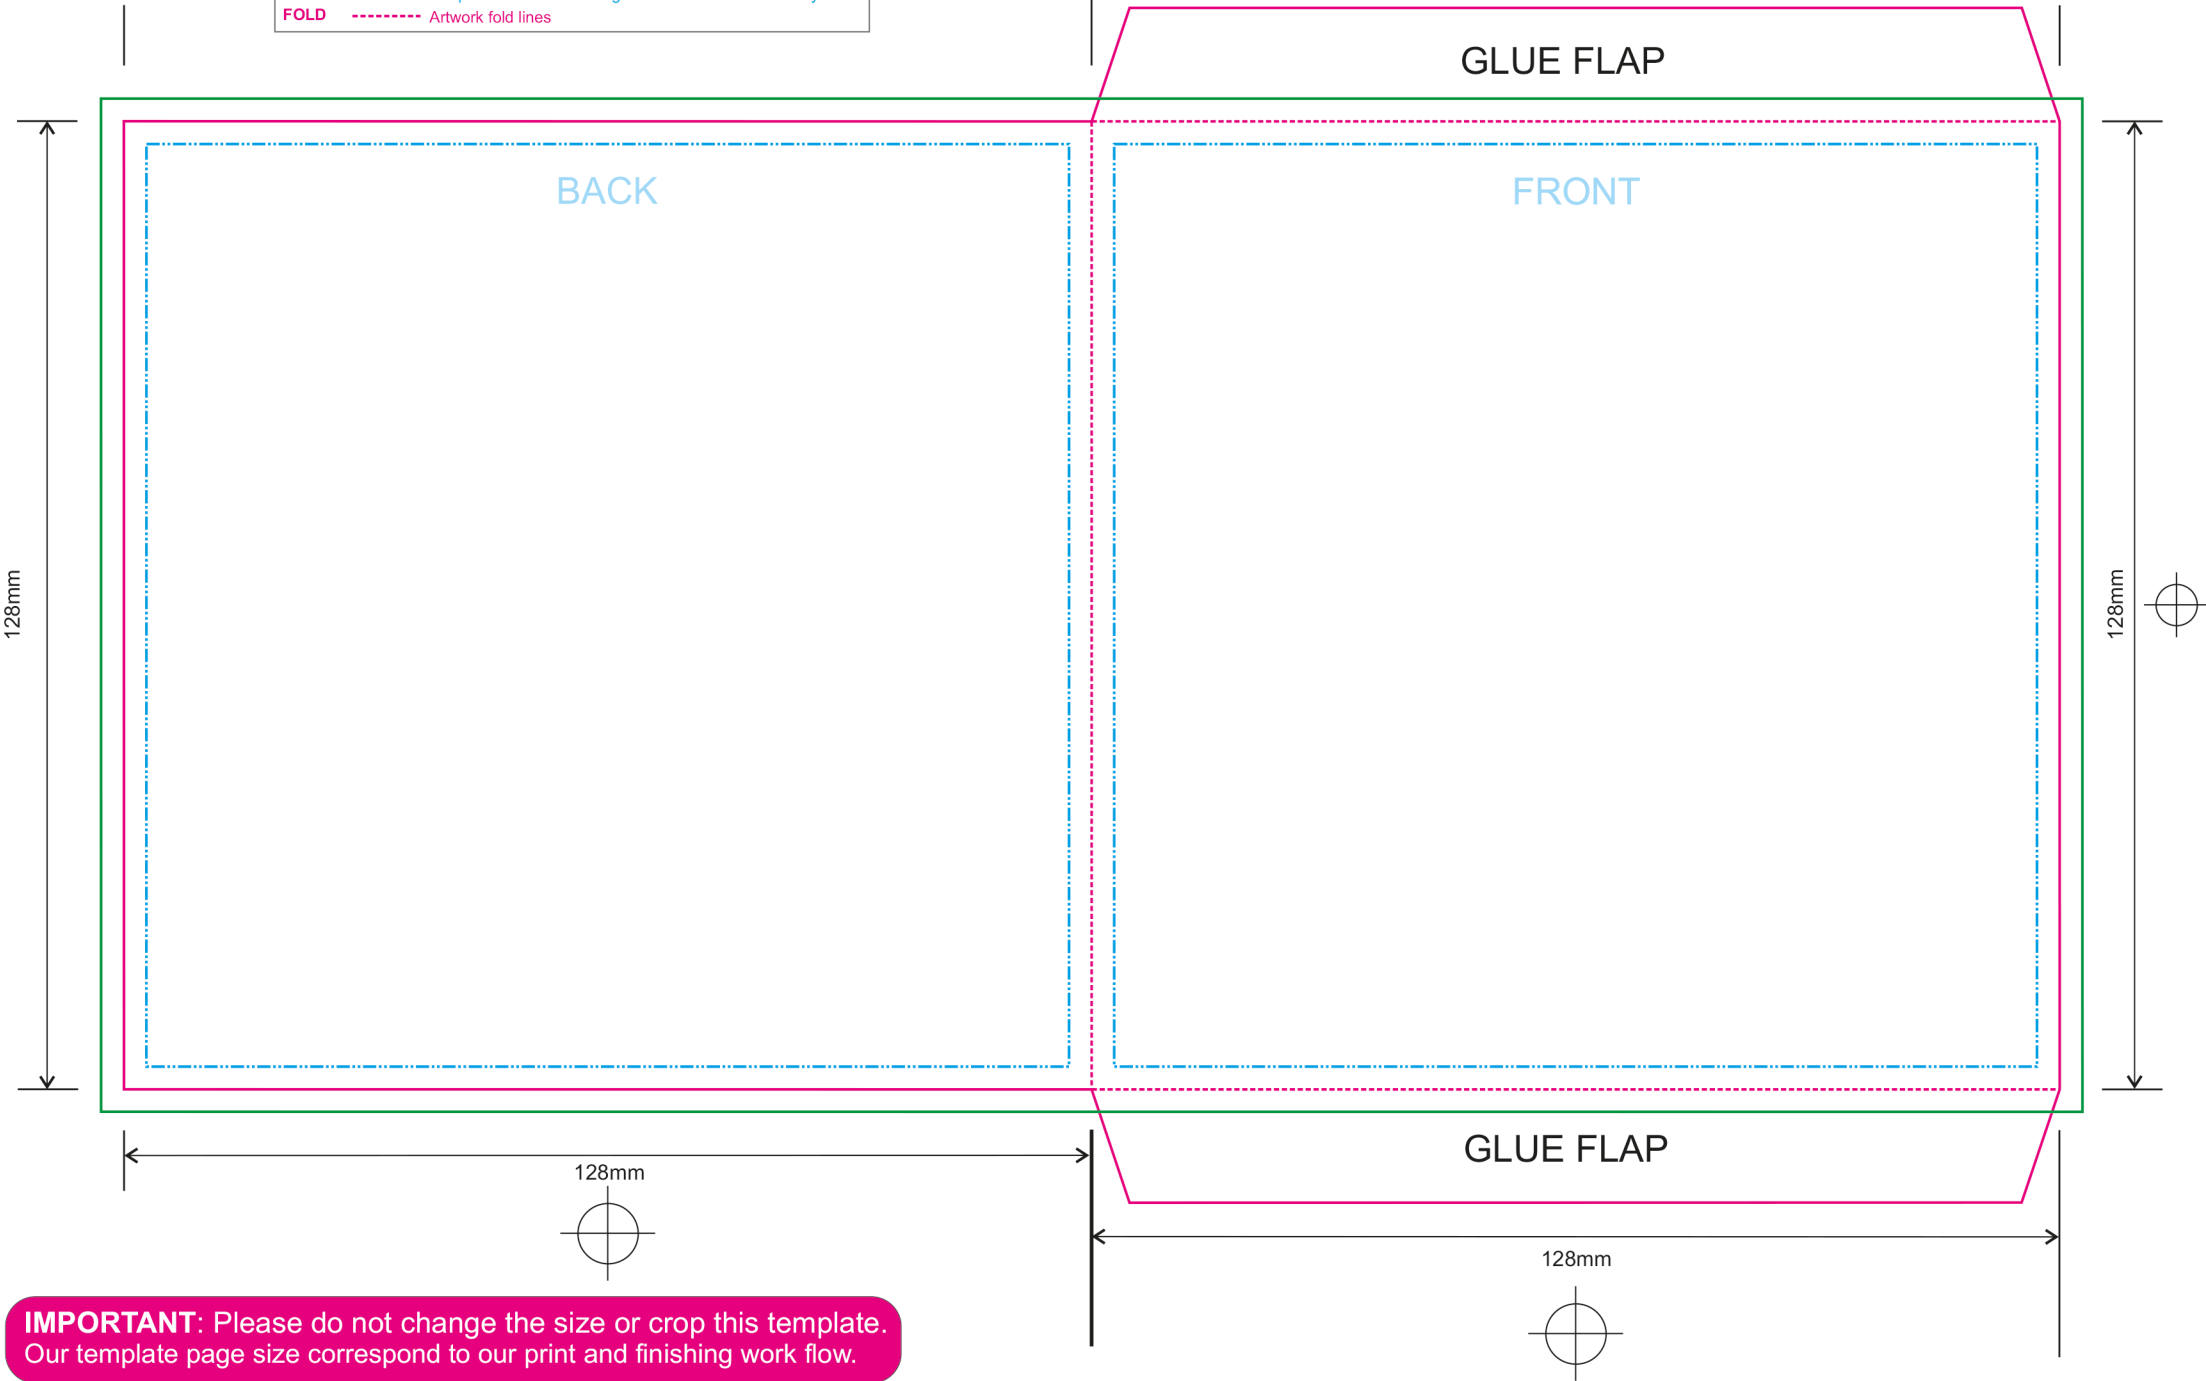 FOLD Artwork fold lines
GLUE FLAP
BACK
FRONT
128mm
128mm
GLUE FLAP
128mm
128mm
IMPORTANT: Please do not change the size or crop this template.
Our template page size correspond to our print and finishing work flow.